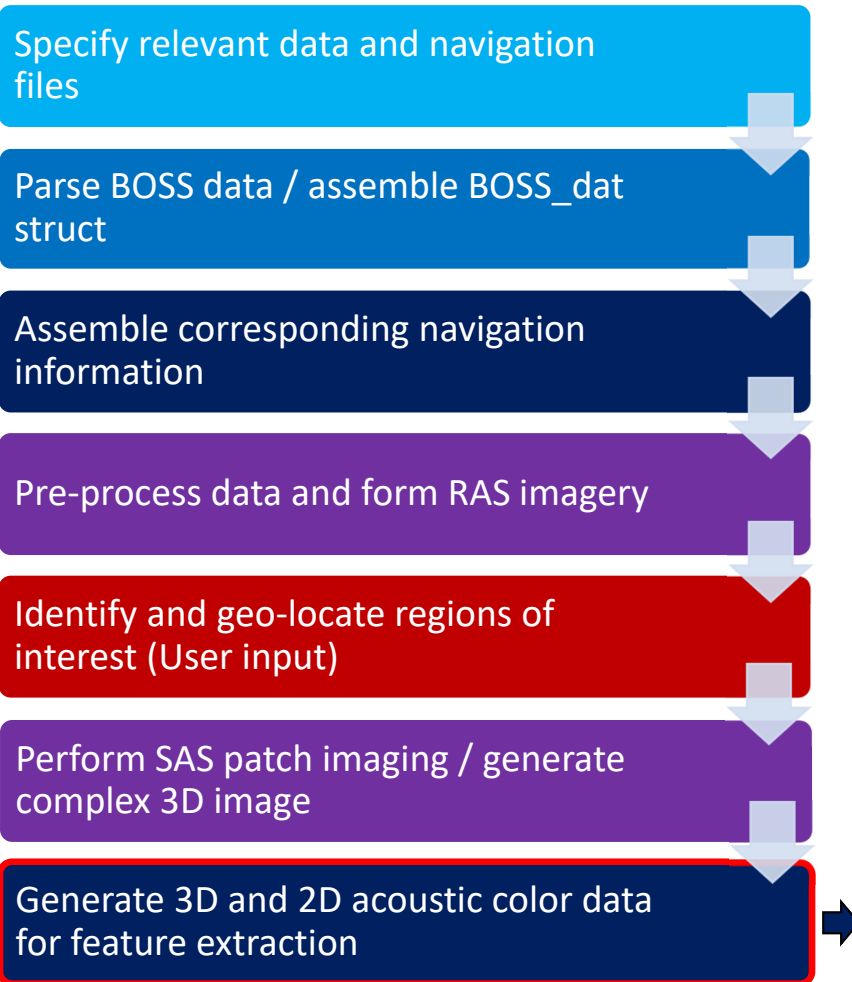 Specify relevant data and navigation
files
Parse BOSS data / assemble BOSS_dat
struct
Assemble corresponding navigation
information
Pre-process data and form RAS imagery
Identify and geo-locate regions of
interest (User input)
Perform SAS patch imaging / generate
complex 3D image
Generate 3D and 2D acoustic color data
for feature extraction